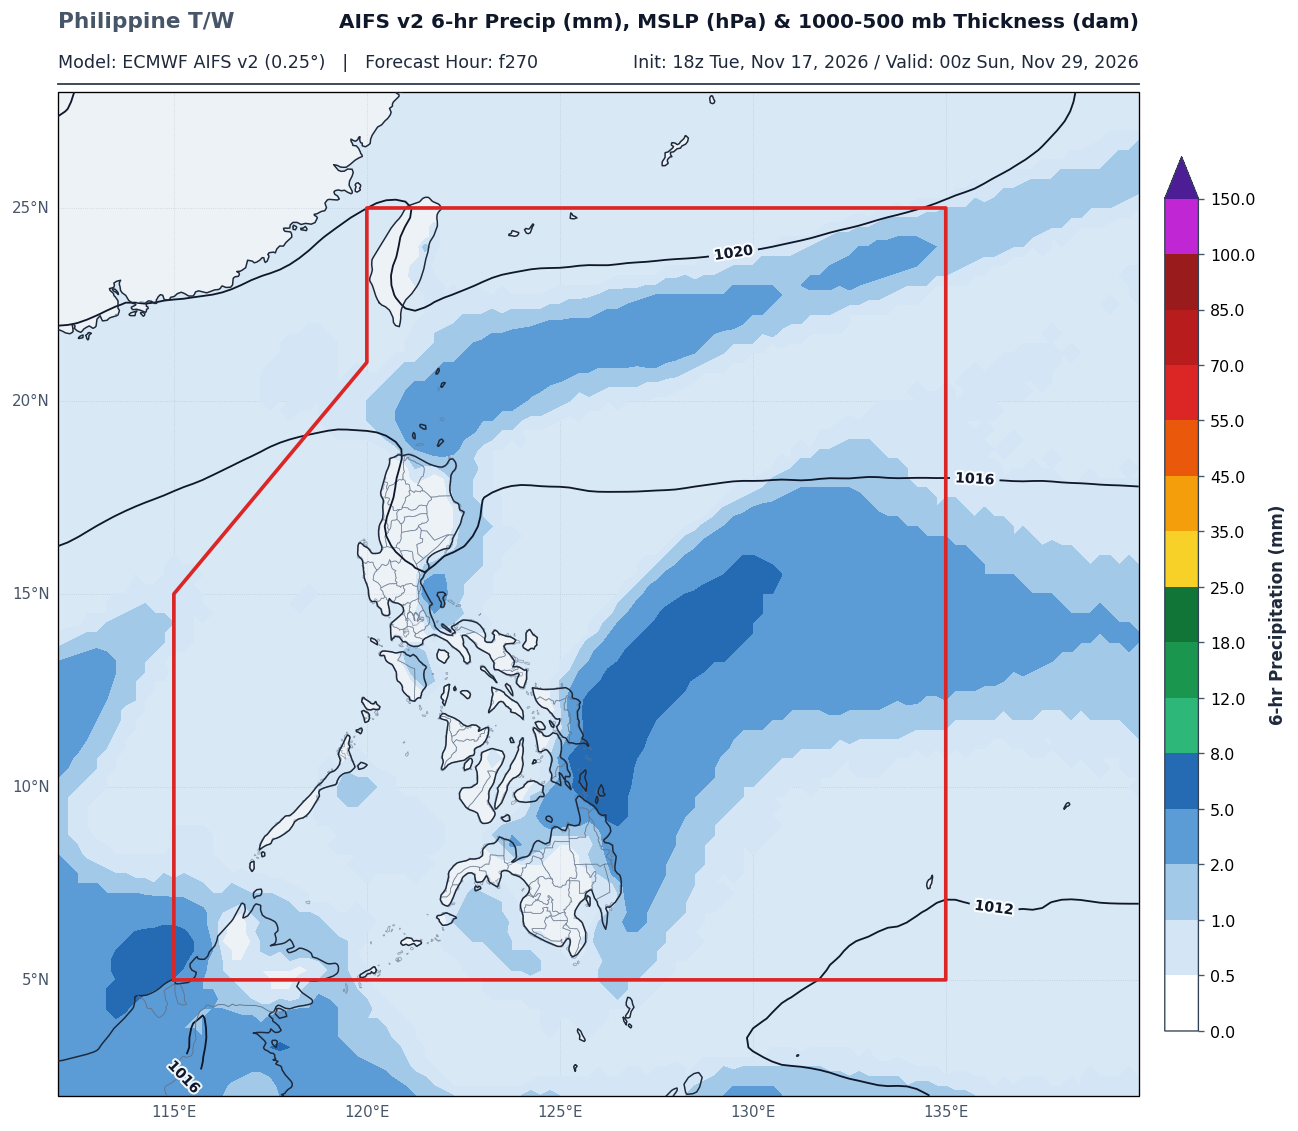 Philippine T/W
AIFS v2 6-hr Precip (mm), MSLP (hPa) & 1000-500 mb Thickness (dam)
Model: ECMWF AIFS v2 (0.25°) | Forecast Hour: f270
Init: 18z Tue, Nov 17, 2026 / Valid: 00z Sun, Nov 29, 2026
25°N
20°N
15°N
10°N
5°N
115°E
120°E
125°E
130°E
135°E
1020
1016
1012
1016
150.0
100.0
85.0
70.0
55.0
45.0
35.0
25.0
18.0
12.0
8.0
5.0
2.0
1.0
0.5
0.0
6-hr Precipitation (mm)